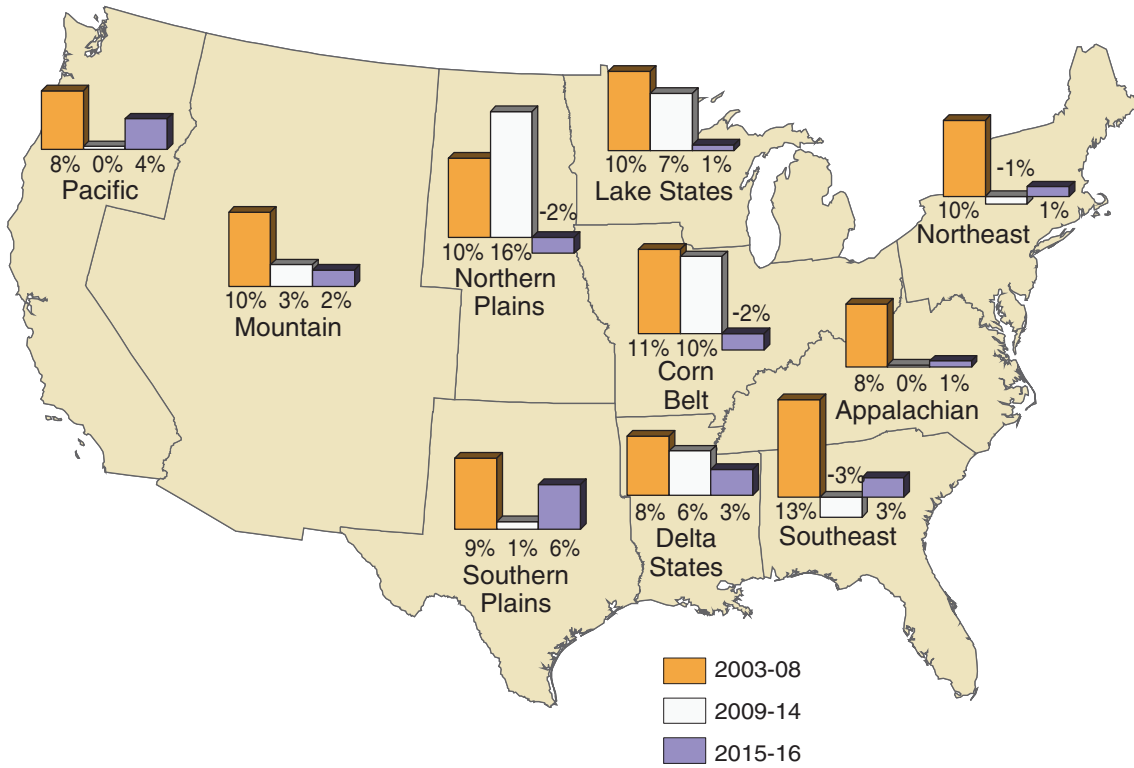 10% 7% 1%
Lake States
8% 0% 4%
Pacific
-1%
10% 1%
Northeast
-2%
10% 16%
Northern
Plains
10% 3% 2%
Mountain
-2%
11% 10%
Corn
Belt
8% 0% 1%
Appalachian
-3%
13% 3%
Southeast
8% 6% 3%
Delta
States
9% 1% 6%
Southern
Plains
2003-08
2009-14
2015-16